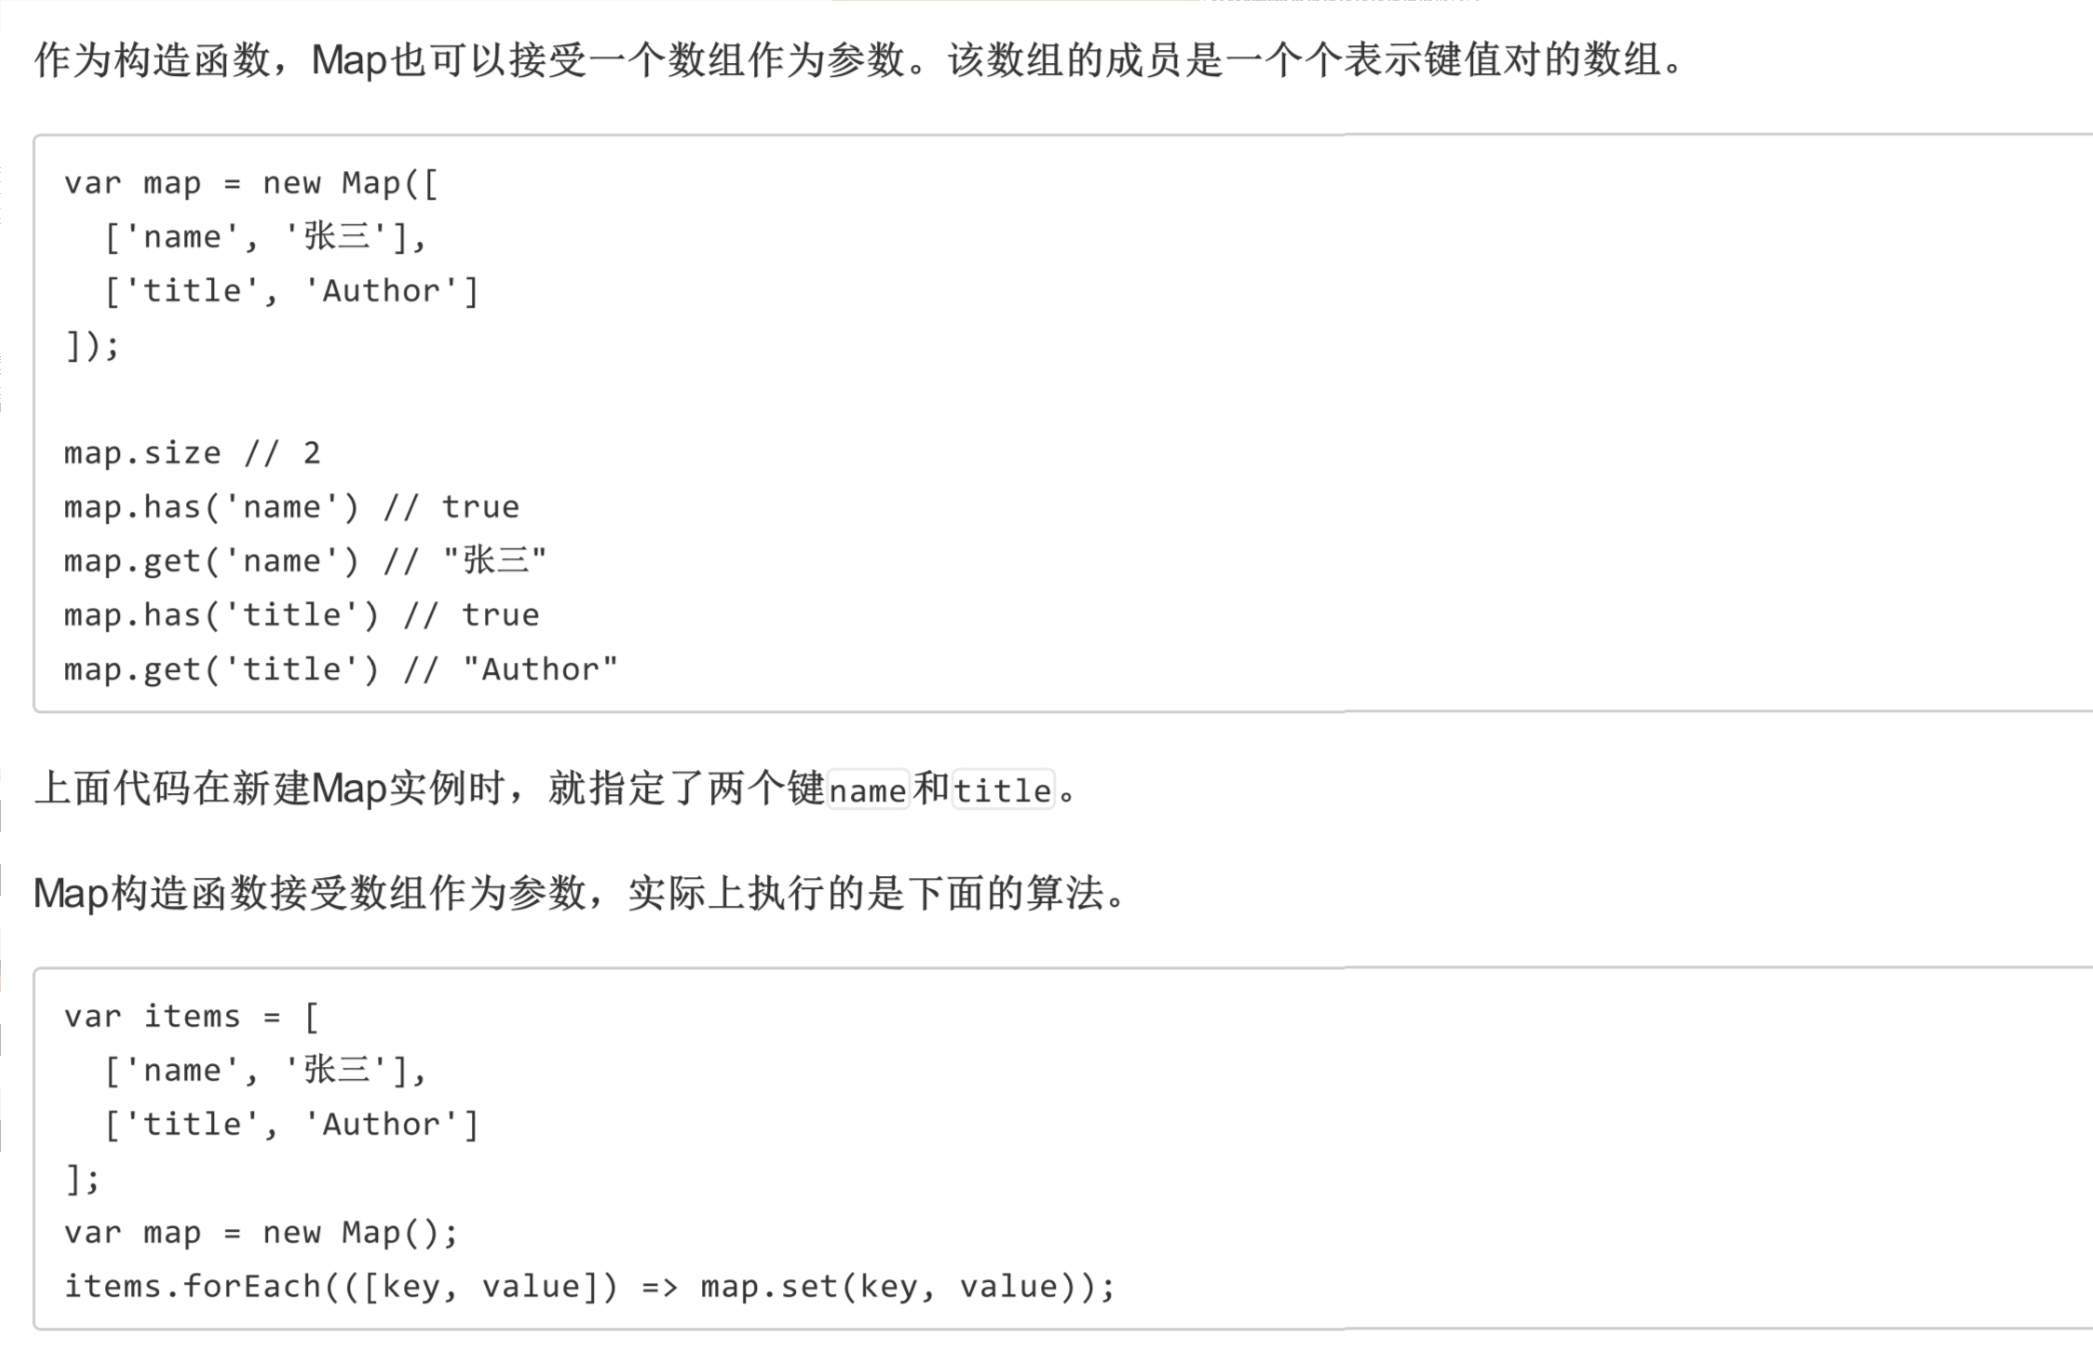 作为构造函数，Map也可以接受一个数组作为参数。该数组的成员是一个个表示键值对的数组。
var map = new Map([
  ['name', '张三'],
  ['title', 'Author']
]);
map.size // 2
map.has('name') // true
map.get('name') // "张三"
map.has('title') // true
map.get('title') // "Author"
上面代码在新建Map实例时，就指定了两个键name和title。
Map构造函数接受数组作为参数，实际上执行的是下面的算法。
var items = [
  ['name', '张三'],
  ['title', 'Author']
];
var map = new Map();
items.forEach(([key, value]) => map.set(key, value));